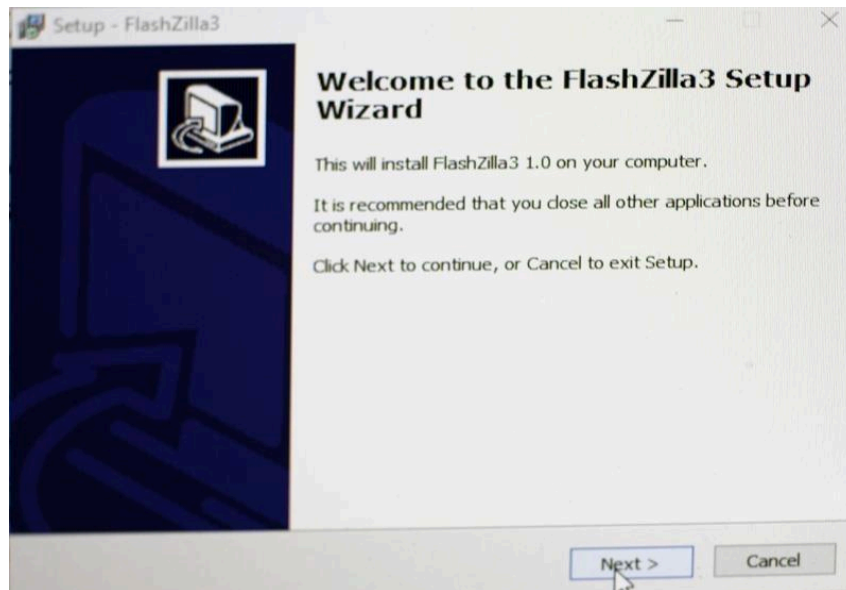 Setup - FlashZilla3
Welcome to the FlashZilla3 Setup
Wizard
This will install FlashZilla3 1.0 on your computer.
It is recommended that you close all other applications before
continuing.
Click Next to continue, or Cancel to exit Setup.
Next >
Cancel